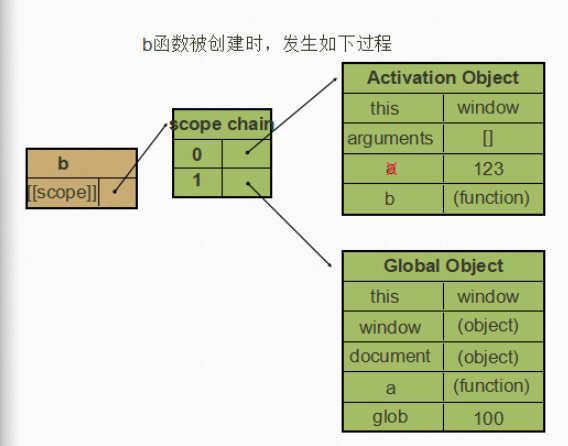 b函数被创建时，发生如下过程
Activation Object
this window
arguments []
a 123
b (function)
scope chain
0
1
b
[[scope]]
Global Object
this window
window (object)
document (object)
a (function)
glob 100